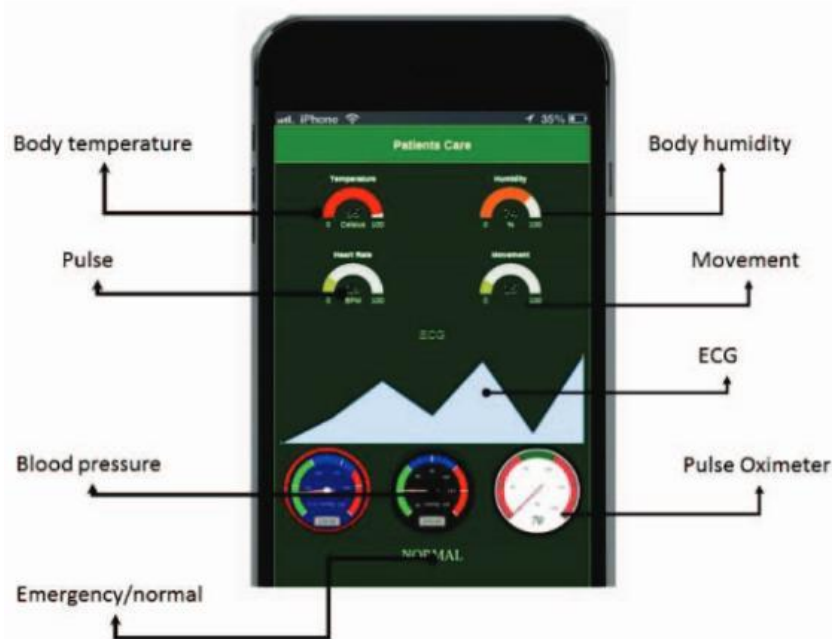 iPhone 35%
Patients Care
Body temperature
Body humidity
Temperature
Humidity
0 Celsius 100
0 % 100
Pulse
Movement
Heart Rate
Movement
0 BPM 100
0 100
ECG
ECG
Blood pressure
Pulse Oximeter
NORMAL
Emergency/normal